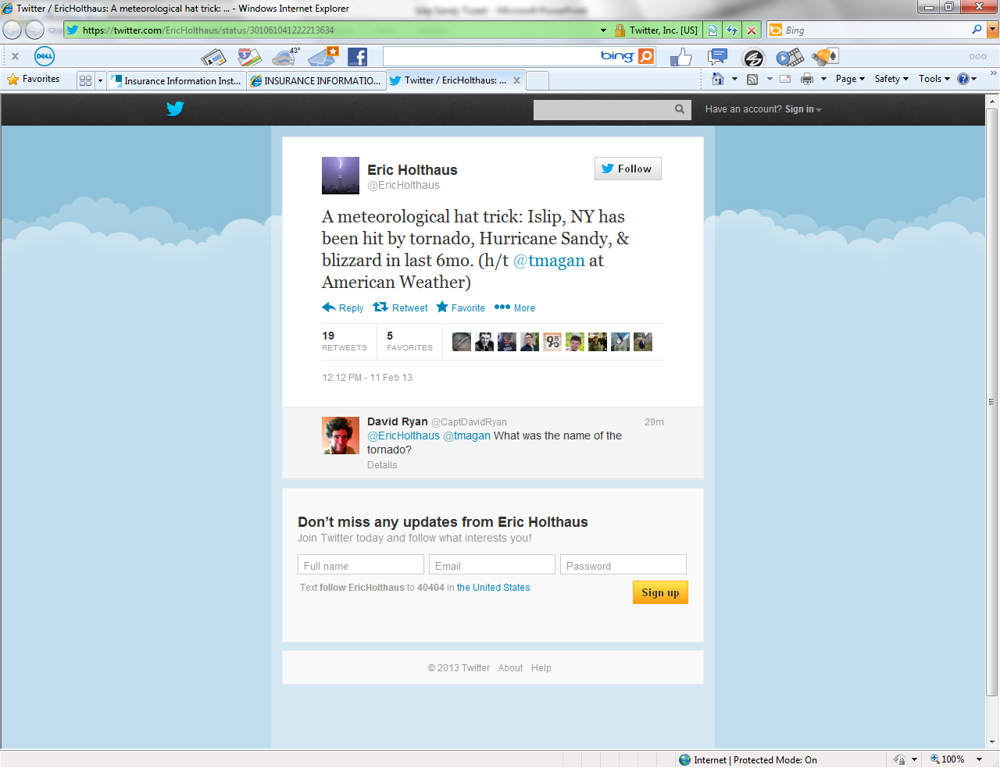 Twitter / EricHolthaus: A meteorological hat trick: ... - Windows Internet Explorer
https://twitter.com/EricHolthaus/status/301061041222213634
Twitter, Inc. [US]
Bing
DELL
43°
bing
Favorites
Insurance Information Inst...
INSURANCE INFORMATIO...
Twitter / EricHolthaus: ...
Page
Safety
Tools
Have an account? Sign in
Eric Holthaus
@EricHolthaus
Follow
A meteorological hat trick: Islip, NY has
been hit by tornado, Hurricane Sandy, &
blizzard in last 6mo. (h/t @tmagan at
American Weather)
Reply Retweet Favorite More
19
RETWEETS
5
FAVORITES
12:12 PM - 11 Feb 13
David Ryan @CaptDavidRyan 29m
@EricHolthaus @tmagan What was the name of the
tornado?
Details
Don't miss any updates from Eric Holthaus
Join Twitter today and follow what interests you!
Full name Email Password
Text follow EricHolthaus to 40404 in the United States
Sign up
© 2013 Twitter About Help
Internet | Protected Mode: On
100%